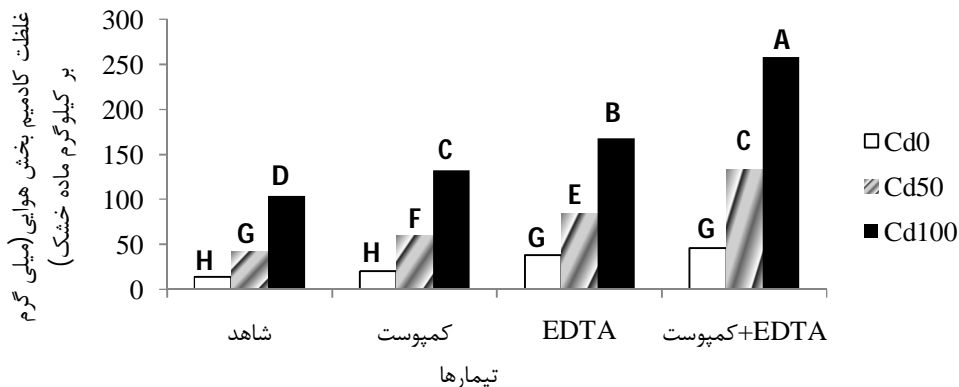 غلظت کادمیم بخش هوایی (میلی گرم
بر کیلوگرم ماده خشک)
300
250
200
150
100
50
0
H G D
H F C
G E B
G C A
Cd0
Cd50
Cd100
شاهد
کمپوست
EDTA
کمپوست+EDTA
تیمارها